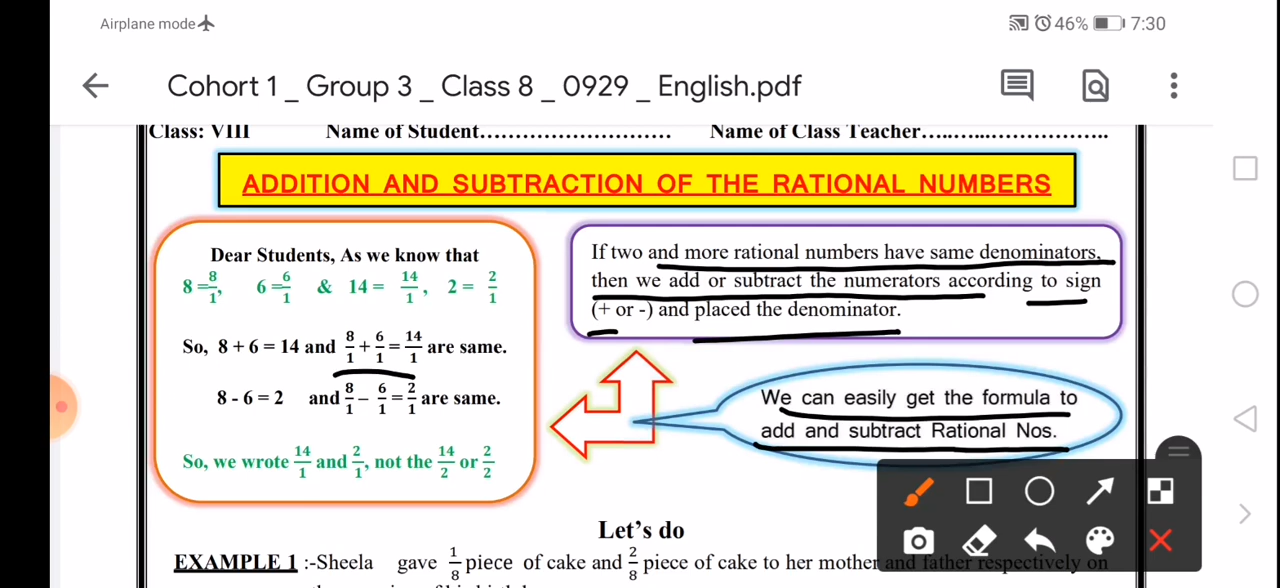 Airplane mode
46% 7:30
Cohort 1 _ Group 3 _ Class 8 _ 0929 _ English.pdf
Class: VIII Name of Student............................ Name of Class Teacher...................................
ADDITION AND SUBTRACTION OF THE RATIONAL NUMBERS
Dear Students, As we know that
8 = 8/1, 6 = 6/1 & 14 = 14/1, 2 = 2/1
So, 8 + 6 = 14 and 8/1 + 6/1 = 14/1 are same.
8 - 6 = 2 and 8/1 − 6/1 = 2/1 are same.
So, we wrote 14/1 and 2/1, not the 14/2 or 2/2
If two and more rational numbers have same denominators,
then we add or subtract the numerators according to sign
(+ or -) and placed the denominator.
We can easily get the formula to
add and subtract Rational Nos.
Let's do
EXAMPLE 1 :-Sheela gave 1/8 piece of cake and 2/8 piece of cake to her mother and father respectively on